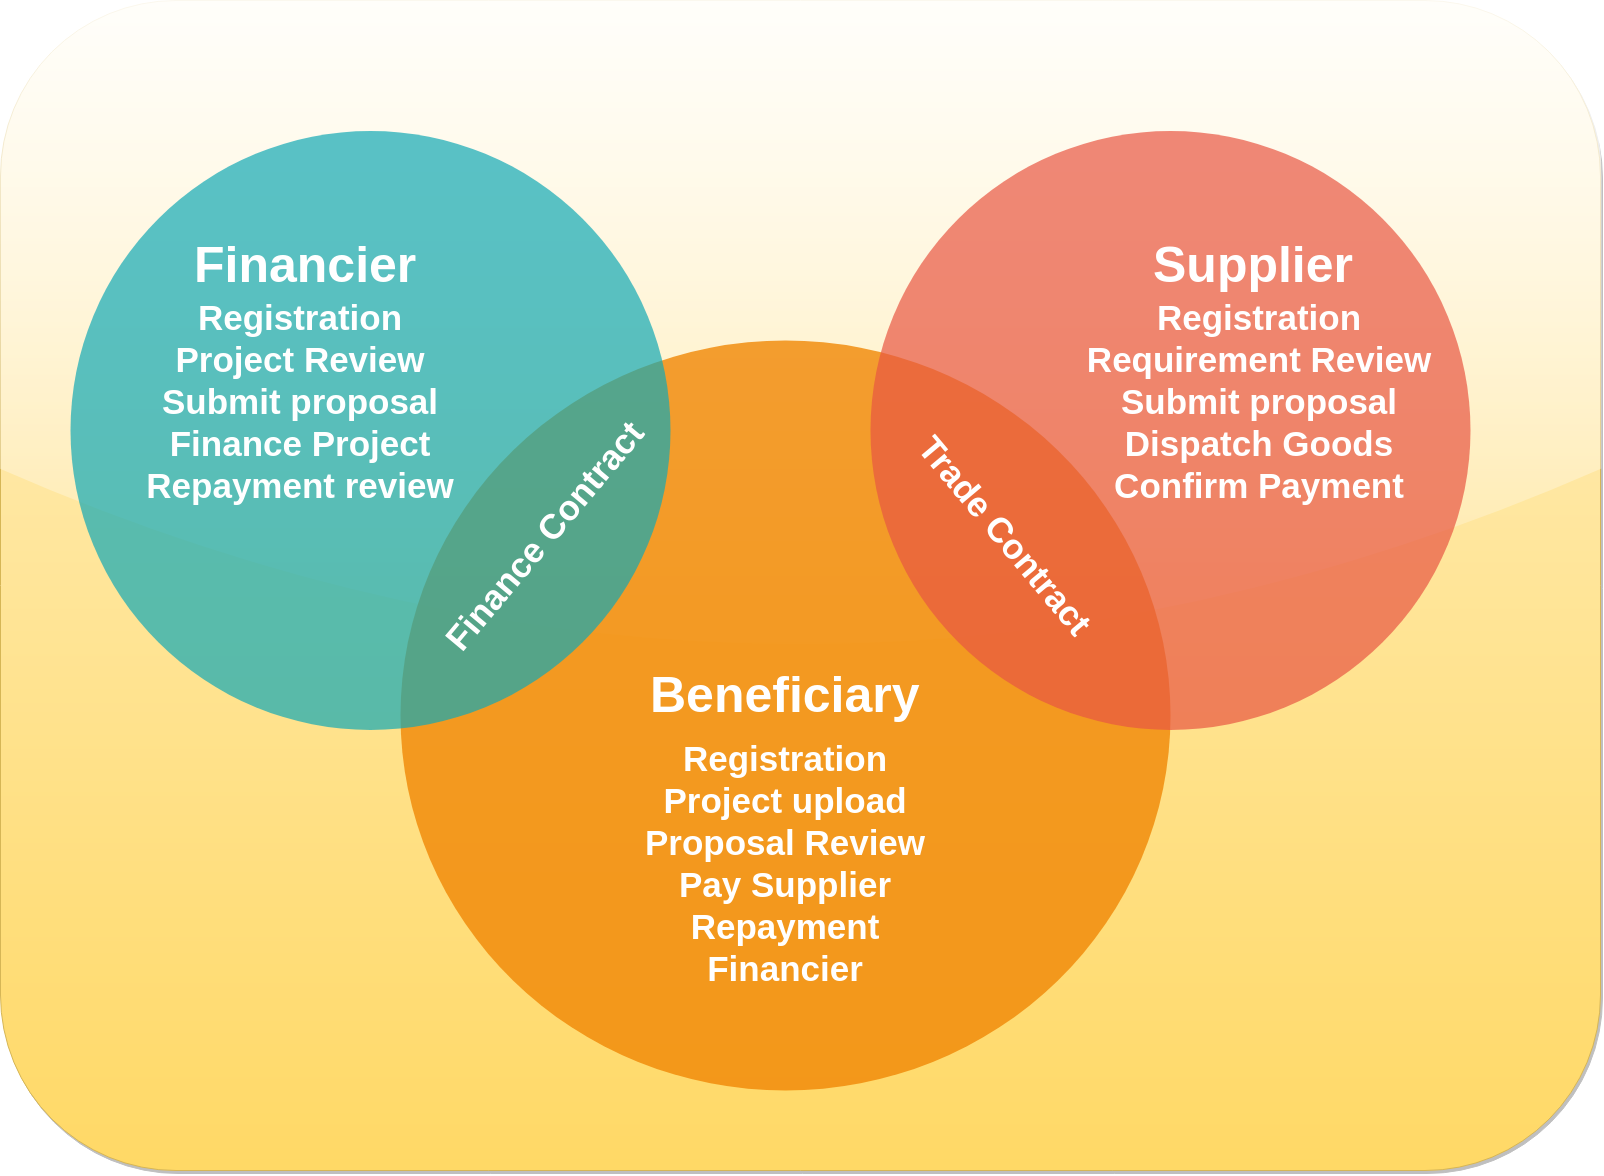 Financier
Registration
Project Review
Submit proposal
Finance Project
Repayment review
Supplier
Registration
Requirement Review
Submit proposal
Dispatch Goods
Confirm Payment
Finance Contract
Trade Contract
Beneficiary
Registration
Project upload
Proposal Review
Pay Supplier
Repayment
Financier